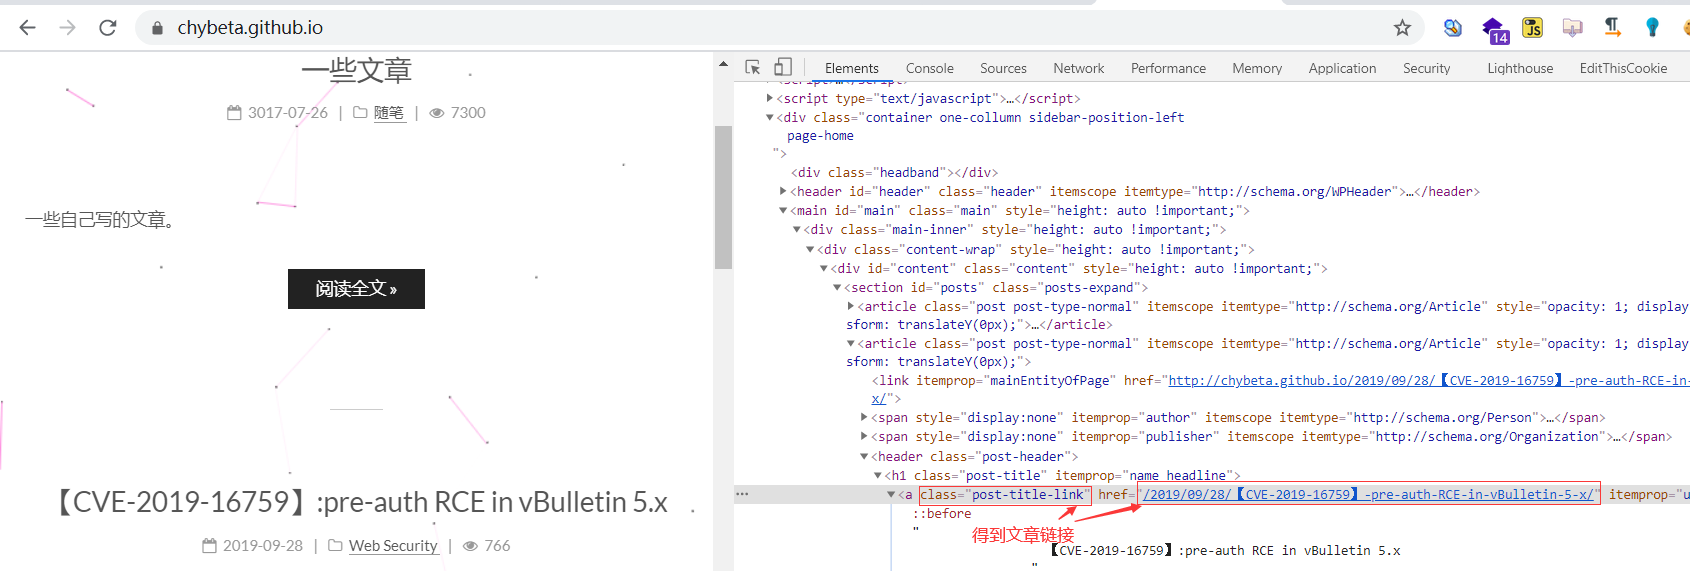 chybeta.github.io
14
JS
一些文章
3017-07-26 | 随笔 | 7300
一些自己写的文章。
阅读全文 »
【CVE-2019-16759】:pre-auth RCE in vBulletin 5.x
2019-09-28 | Web Security | 766
Elements Console Sources Network Performance Memory Application Security Lighthouse EditThisCookie
<script type="text/javascript">…</script>
<div class="container one-collumn sidebar-position-left
page-home
">
<div class="headband"></div>
<header id="header" class="header" itemscope itemtype="http://schema.org/WPHeader">…</header>
<main id="main" class="main" style="height: auto !important;">
<div class="main-inner" style="height: auto !important;">
<div class="content-wrap" style="height: auto !important;">
<div id="content" class="content" style="height: auto !important;">
<section id="posts" class="posts-expand">
<article class="post post-type-normal" itemscope itemtype="http://schema.org/Article" style="opacity: 1; display
sform: translateY(0px);">…</article>
<article class="post post-type-normal" itemscope itemtype="http://schema.org/Article" style="opacity: 1; display
sform: translateY(0px);">
<link itemprop="mainEntityOfPage" href="http://chybeta.github.io/2019/09/28/【CVE-2019-16759】-pre-auth-RCE-in-
x/">
<span style="display:none" itemprop="author" itemscope itemtype="http://schema.org/Person">…</span>
<span style="display:none" itemprop="publisher" itemscope itemtype="http://schema.org/Organization">…</span>
<header class="post-header">
<h1 class="post-title" itemprop="name headline">
<a class="post-title-link" href="/2019/09/28/【CVE-2019-16759】-pre-auth-RCE-in-vBulletin-5-x/" itemprop="u
::before
"
得到文章链接
【CVE-2019-16759】:pre-auth RCE in vBulletin 5.x
"